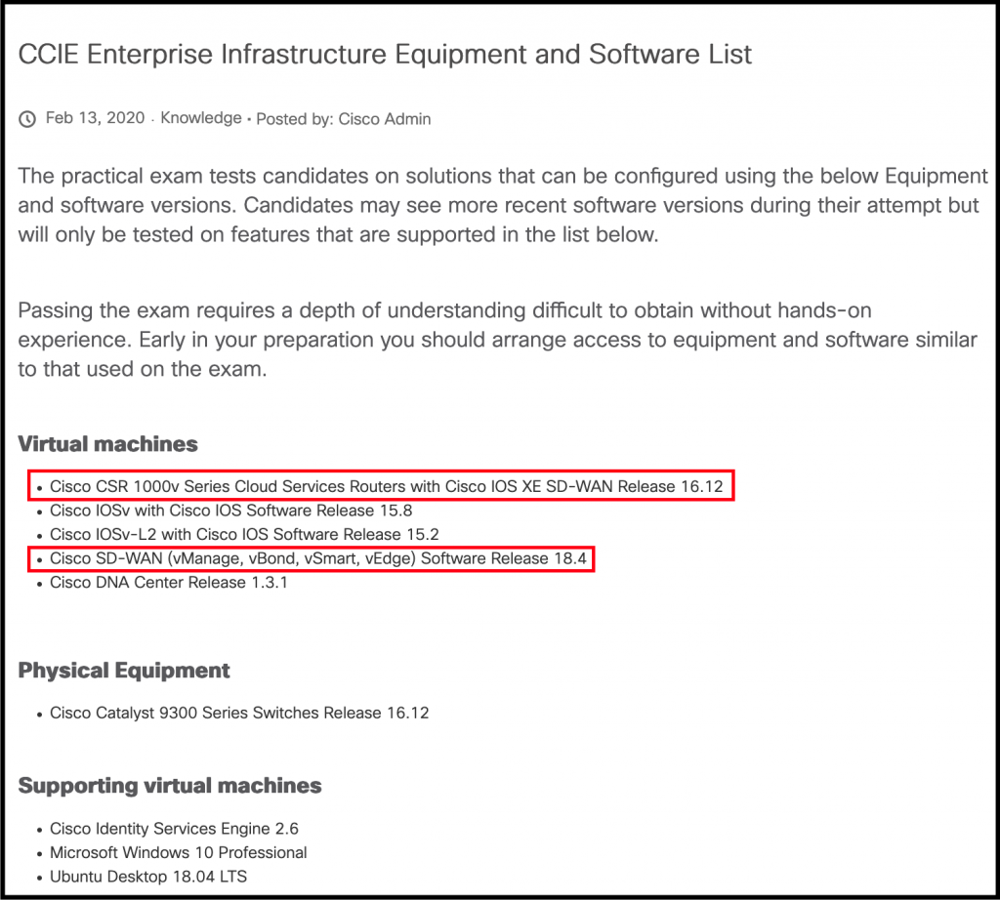 CCIE Enterprise Infrastructure Equipment and Software List
Feb 13, 2020 · Knowledge • Posted by: Cisco Admin
The practical exam tests candidates on solutions that can be configured using the below Equipment
and software versions. Candidates may see more recent software versions during their attempt but
will only be tested on features that are supported in the list below.
Passing the exam requires a depth of understanding difficult to obtain without hands-on
experience. Early in your preparation you should arrange access to equipment and software similar
to that used on the exam.
Virtual machines
• Cisco CSR 1000v Series Cloud Services Routers with Cisco IOS XE SD-WAN Release 16.12
• Cisco IOSv with Cisco IOS Software Release 15.8
• Cisco IOSv-L2 with Cisco IOS Software Release 15.2
• Cisco SD-WAN (vManage, vBond, vSmart, vEdge) Software Release 18.4
• Cisco DNA Center Release 1.3.1
Physical Equipment
• Cisco Catalyst 9300 Series Switches Release 16.12
Supporting virtual machines
• Cisco Identity Services Engine 2.6
• Microsoft Windows 10 Professional
• Ubuntu Desktop 18.04 LTS